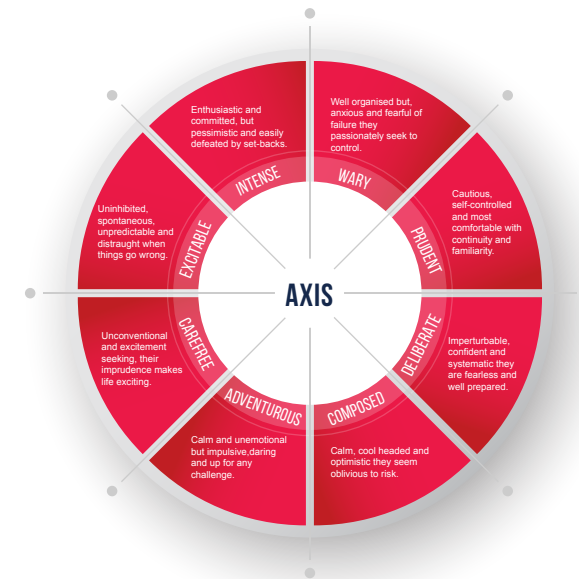 Enthusiastic and
committed, but
pessimistic and easily
defeated by set-backs.
INTENSE
Well organised but,
anxious and fearful of
failure they
passionately seek to
control.
WARY
Cautious,
self-controlled
and most
comfortable with
continuity and
familiarity.
PRUDENT
Imperturbable,
confident and
systematic they
are fearless and
well prepared.
DELIBERATE
Calm, cool headed and
optimistic they seem
oblivious to risk.
COMPOSED
Calm and unemotional
but impulsive,daring
and up for any
challenge.
ADVENTUROUS
Unconventional
and excitement
seeking, their
imprudence makes
life exciting.
CAREFREE
Uninhibited,
spontaneous,
unpredictable and
distraught when
things go wrong.
EXCITABLE
AXIS